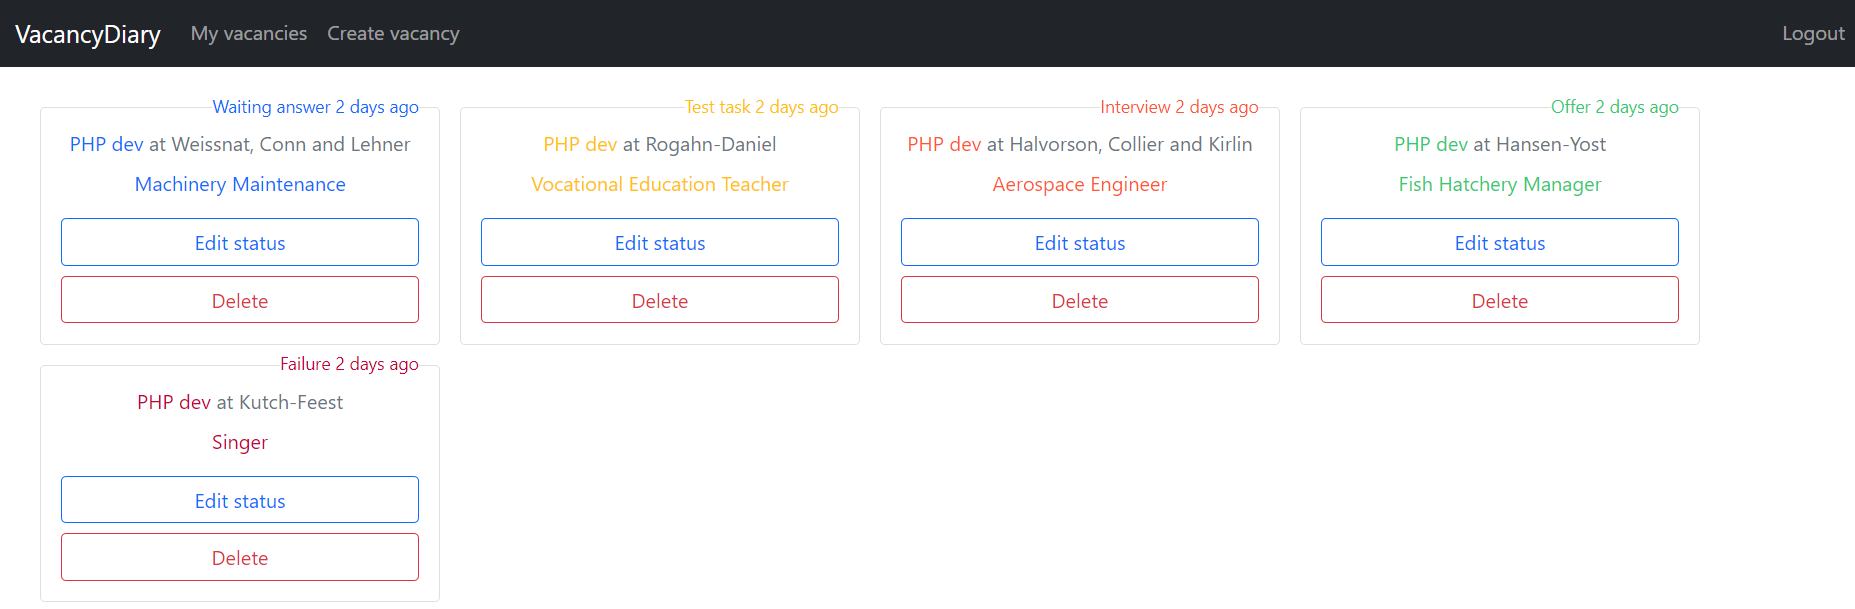 VacancyDiary My vacancies Create vacancy Logout
Waiting answer 2 days ago
PHP dev at Weissnat, Conn and Lehner
Machinery Maintenance
Edit status
Delete
Test task 2 days ago
PHP dev at Rogahn-Daniel
Vocational Education Teacher
Edit status
Delete
Interview 2 days ago
PHP dev at Halvorson, Collier and Kirlin
Aerospace Engineer
Edit status
Delete
Offer 2 days ago
PHP dev at Hansen-Yost
Fish Hatchery Manager
Edit status
Delete
Failure 2 days ago
PHP dev at Kutch-Feest
Singer
Edit status
Delete